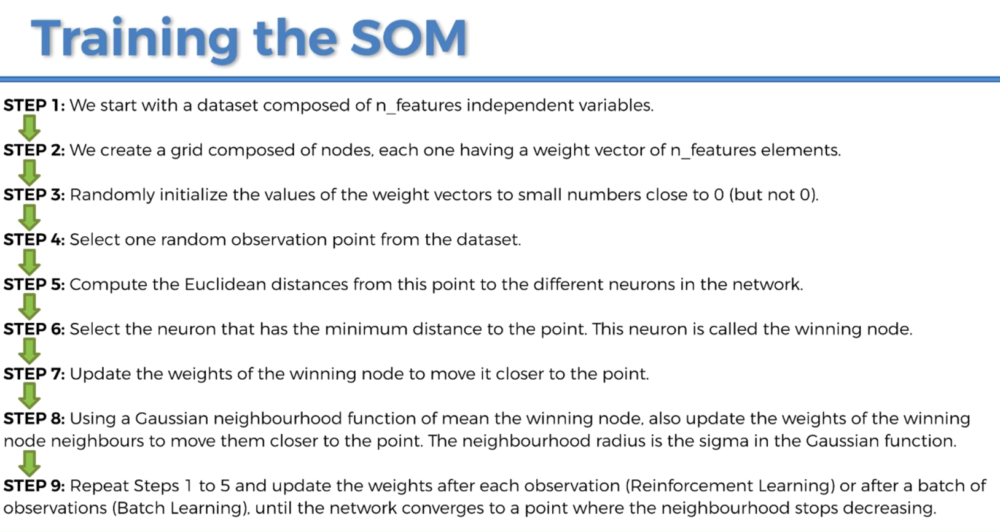 Training the SOM
STEP 1: We start with a dataset composed of n_features independent variables.
STEP 2: We create a grid composed of nodes, each one having a weight vector of n_features elements.
STEP 3: Randomly initialize the values of the weight vectors to small numbers close to 0 (but not 0).
STEP 4: Select one random observation point from the dataset.
STEP 5: Compute the Euclidean distances from this point to the different neurons in the network.
STEP 6: Select the neuron that has the minimum distance to the point. This neuron is called the winning node.
STEP 7: Update the weights of the winning node to move it closer to the point.
STEP 8: Using a Gaussian neighbourhood function of mean the winning node, also update the weights of the winning
node neighbours to move them closer to the point. The neighbourhood radius is the sigma in the Gaussian function.
STEP 9: Repeat Steps 1 to 5 and update the weights after each observation (Reinforcement Learning) or after a batch of
observations (Batch Learning), until the network converges to a point where the neighbourhood stops decreasing.